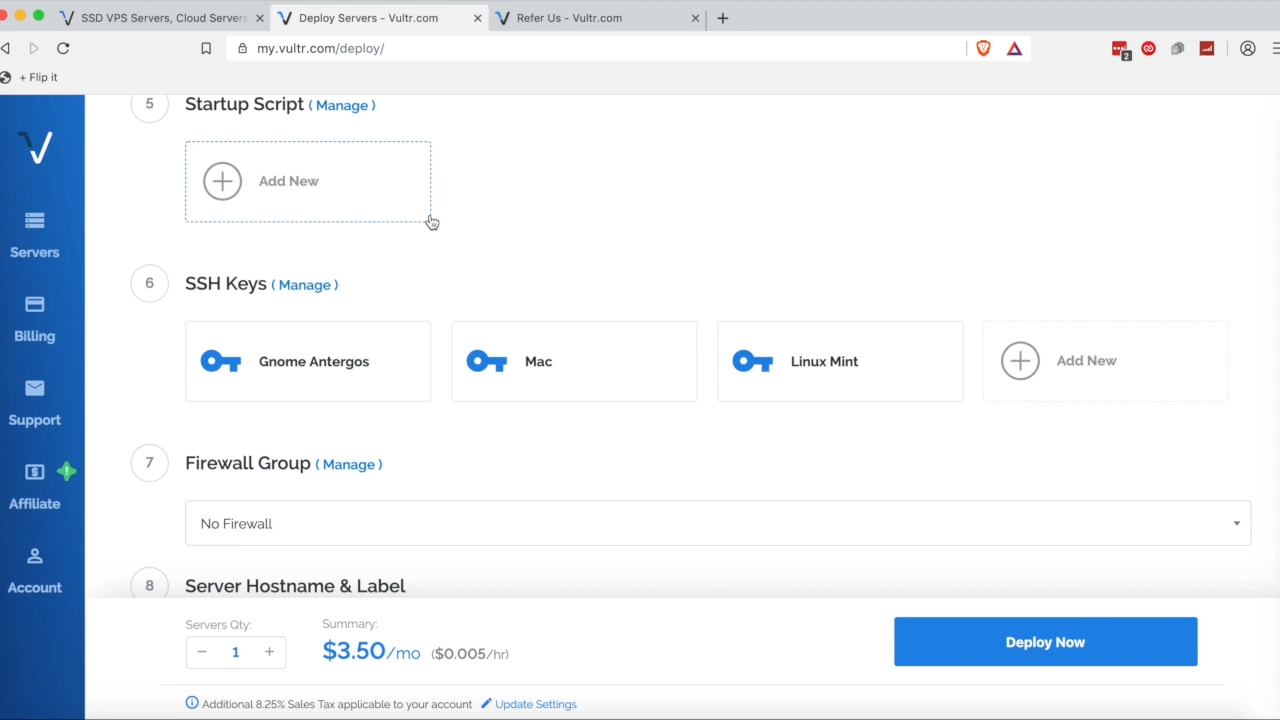 SSD VPS Servers, Cloud Servers
Deploy Servers - Vultr.com
Refer Us - Vultr.com
my.vultr.com/deploy/
2
+ Flip it
5
Startup Script ( Manage )
Add New
Servers
6
SSH Keys ( Manage )
Billing
Gnome Antergos
Mac
Linux Mint
Add New
Support
7
Firewall Group ( Manage )
Affiliate
No Firewall
8
Server Hostname & Label
Account
Servers Qty:
Summary:
− 1 +
$3.50/mo ($0.005/hr)
Deploy Now
Additional 8.25% Sales Tax applicable to your account
Update Settings